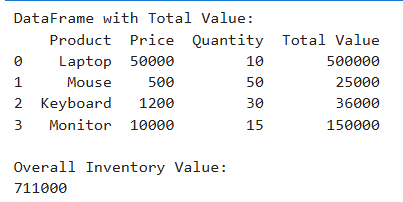 DataFrame with Total Value:
    Product  Price  Quantity  Total Value
0    Laptop  50000        10       500000
1     Mouse    500        50        25000
2  Keyboard   1200        30        36000
3   Monitor  10000        15       150000

Overall Inventory Value:
711000